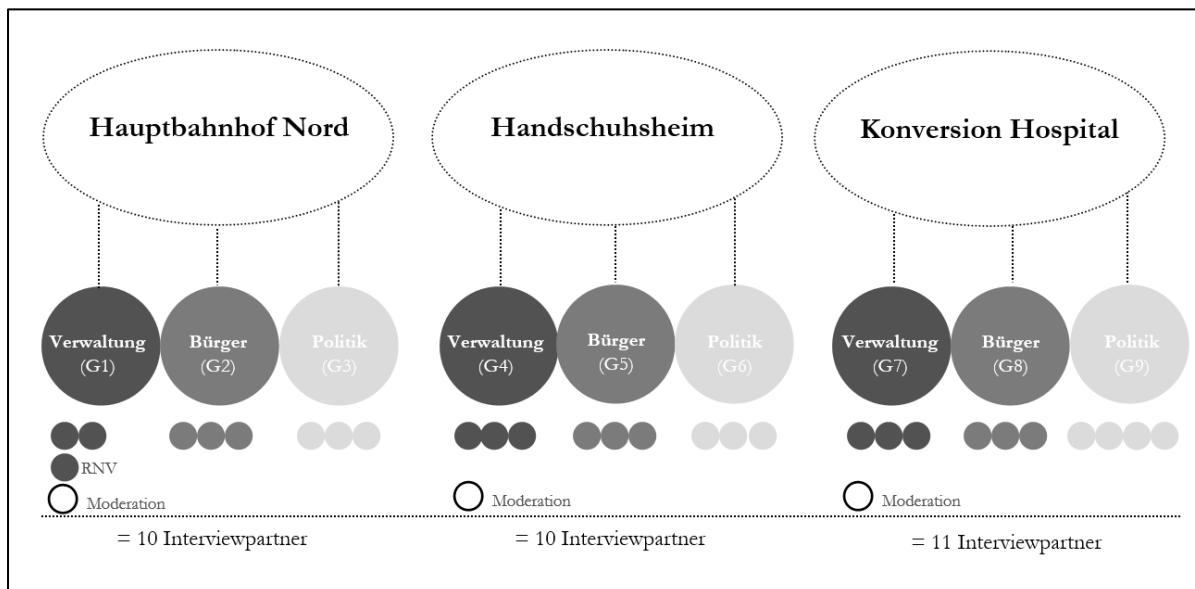 Hauptbahnhof Nord
Handschuhsheim
Konversion Hospital
Verwaltung
(G1)
Bürger
(G2)
Politik
(G3)
Verwaltung
(G4)
Bürger
(G5)
Politik
(G6)
Verwaltung
(G7)
Bürger
(G8)
Politik
(G9)
RNV
Moderation
Moderation
Moderation
= 10 Interviewpartner
= 10 Interviewpartner
= 11 Interviewpartner